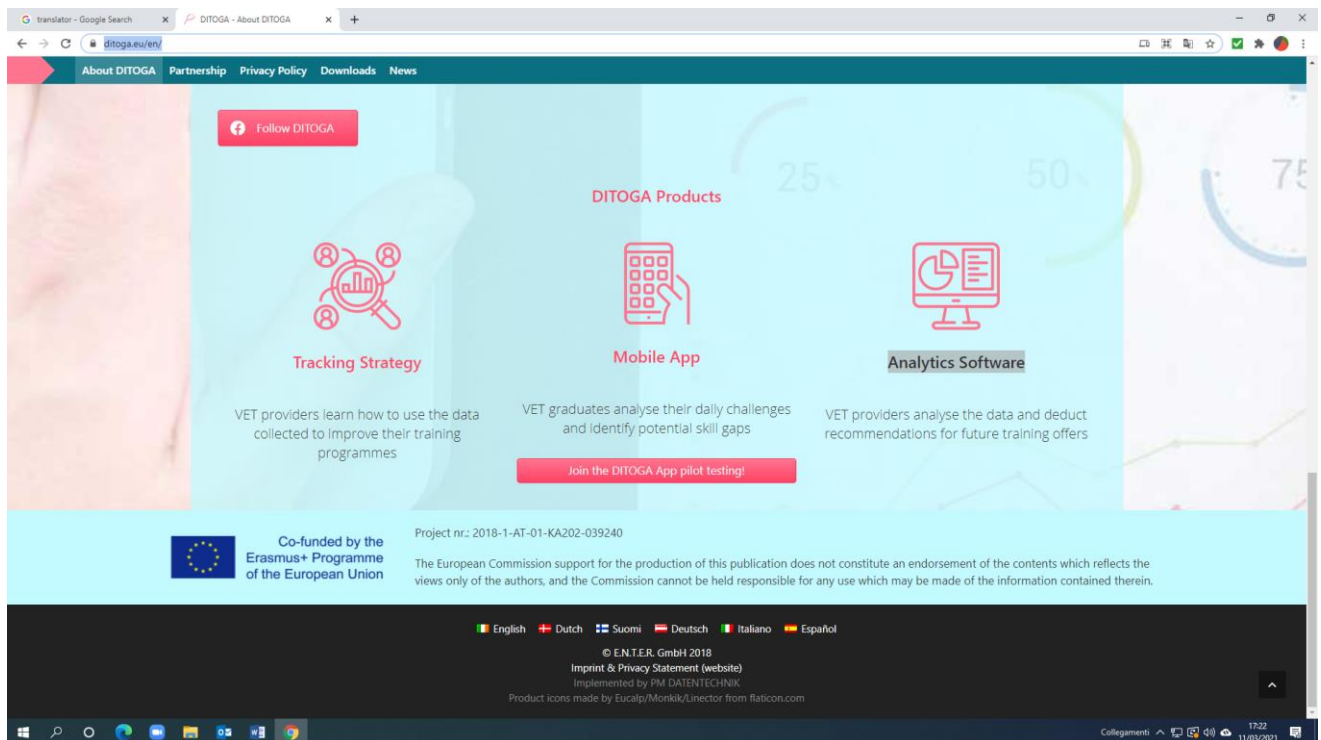 translator - Google Search
DITOGA - About DITOGA
ditoga.eu/en/
About DITOGA Partnership Privacy Policy Downloads News
Follow DITOGA
25%
50%
75
DITOGA Products
Tracking Strategy
Mobile App
Analytics Software
VET providers learn how to use the data
collected to improve their training
programmes
VET graduates analyse their daily challenges
and identify potential skill gaps
VET providers analyse the data and deduct
recommendations for future training offers
Join the DITOGA App pilot testing!
Co-funded by the
Erasmus+ Programme
of the European Union
Project nr.: 2018-1-AT-01-KA202-039240
The European Commission support for the production of this publication does not constitute an endorsement of the contents which reflects the
views only of the authors, and the Commission cannot be held responsible for any use which may be made of the information contained therein.
English Dutch Suomi Deutsch Italiano Español
© E.N.T.E.R. GmbH 2018
Imprint & Privacy Statement (website)
Implemented by PM DATENTECHNIK
Product icons made by Eucalp/Monkik/Linector from flaticon.com
Collegamenti
17:22
11/03/2021